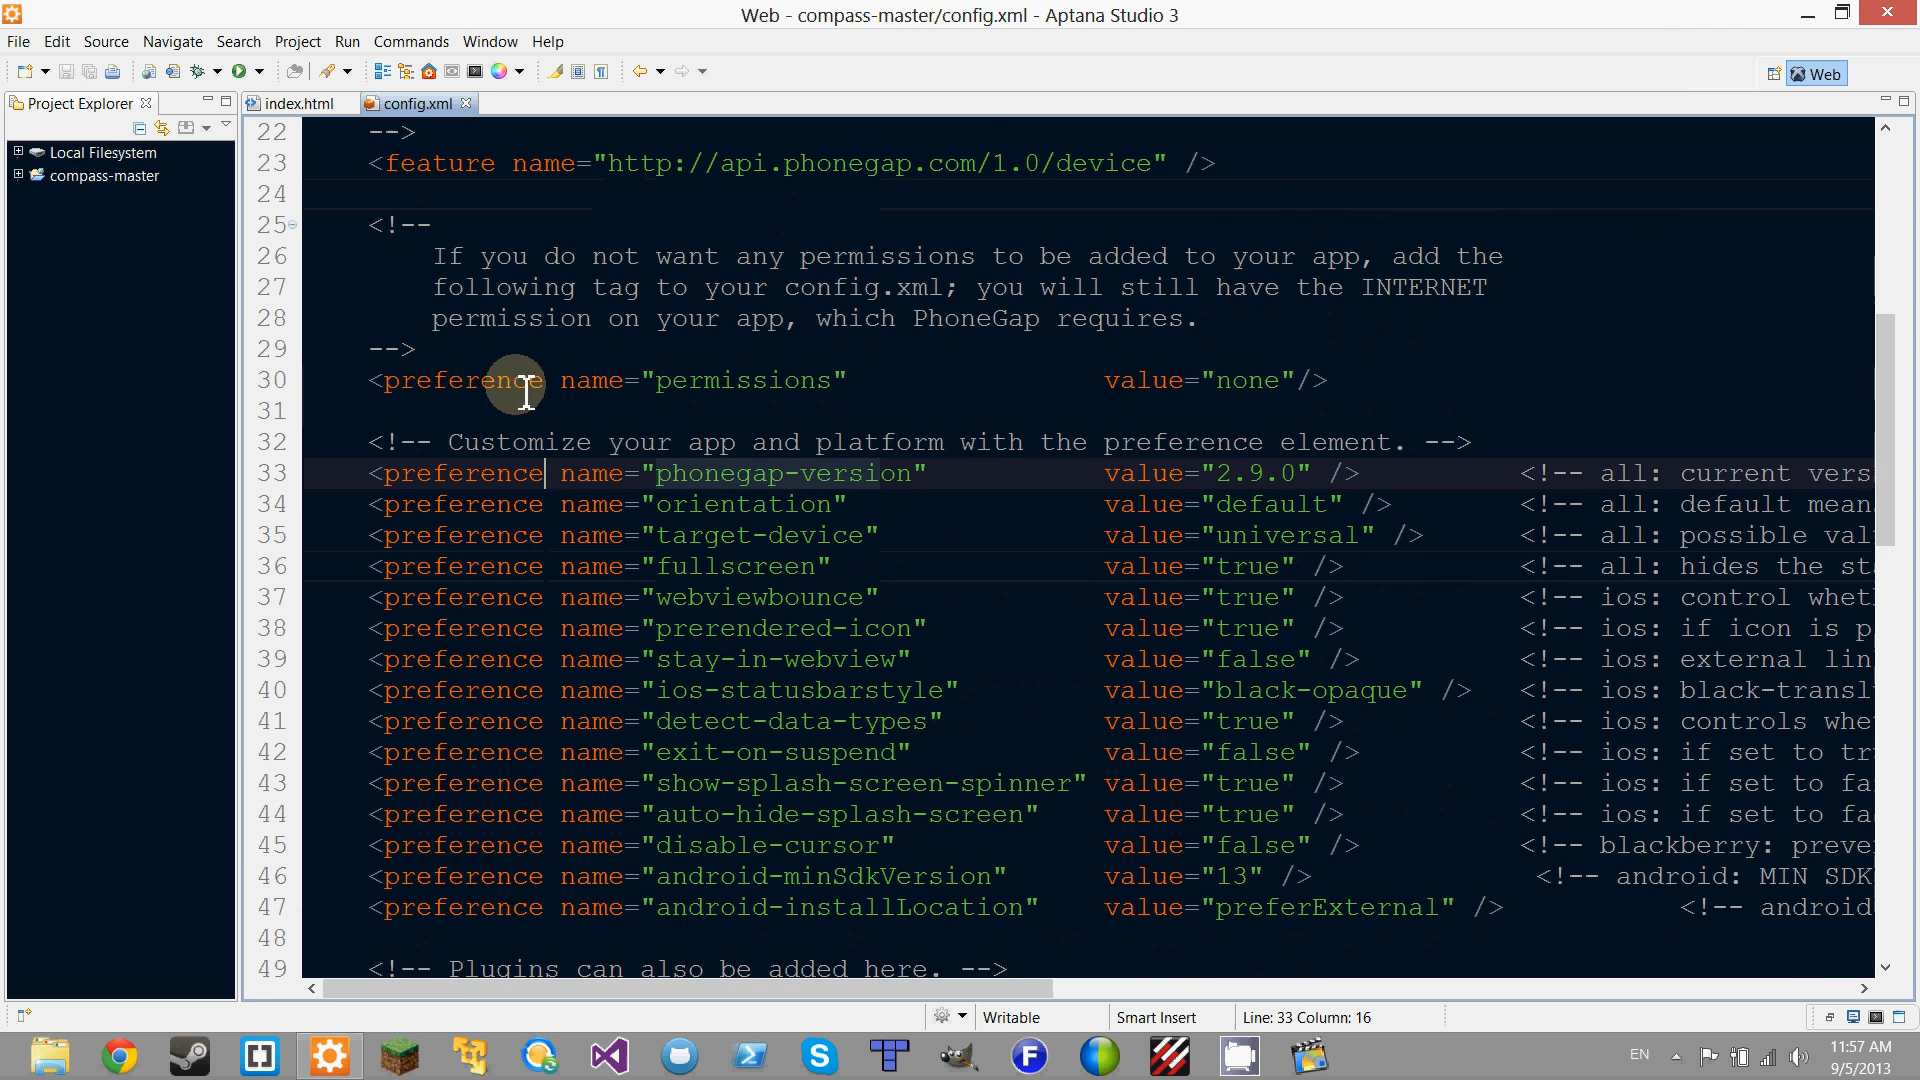 Web - compass-master/config.xml - Aptana Studio 3
File Edit Source Navigate Search Project Run Commands Window Help
Web
Project Explorer
index.html
config.xml
Local Filesystem
compass-master
22 -->
23 <feature name="http://api.phonegap.com/1.0/device" />
24
25 <!--
26 If you do not want any permissions to be added to your app, add the
27 following tag to your config.xml; you will still have the INTERNET
28 permission on your app, which PhoneGap requires.
29 -->
30 <preference name="permissions" value="none"/>
31
32 <!-- Customize your app and platform with the preference element. -->
33 <preference name="phonegap-version" value="2.9.0" /> <!-- all: current vers
34 <preference name="orientation" value="default" /> <!-- all: default mean
35 <preference name="target-device" value="universal" /> <!-- all: possible val
36 <preference name="fullscreen" value="true" /> <!-- all: hides the st
37 <preference name="webviewbounce" value="true" /> <!-- ios: control whet
38 <preference name="prerendered-icon" value="true" /> <!-- ios: if icon is p
39 <preference name="stay-in-webview" value="false" /> <!-- ios: external lin
40 <preference name="ios-statusbarstyle" value="black-opaque" /> <!-- ios: black-transl
41 <preference name="detect-data-types" value="true" /> <!-- ios: controls whe
42 <preference name="exit-on-suspend" value="false" /> <!-- ios: if set to tr
43 <preference name="show-splash-screen-spinner" value="true" /> <!-- ios: if set to fa
44 <preference name="auto-hide-splash-screen" value="true" /> <!-- ios: if set to fa
45 <preference name="disable-cursor" value="false" /> <!-- blackberry: preve
46 <preference name="android-minSdkVersion" value="13" /> <!-- android: MIN SDK
47 <preference name="android-installLocation" value="preferExternal" /> <!-- android
48
49 <!-- Plugins can also be added here. -->
Writable
Smart Insert
Line: 33 Column: 16
EN
11:57 AM
9/5/2013